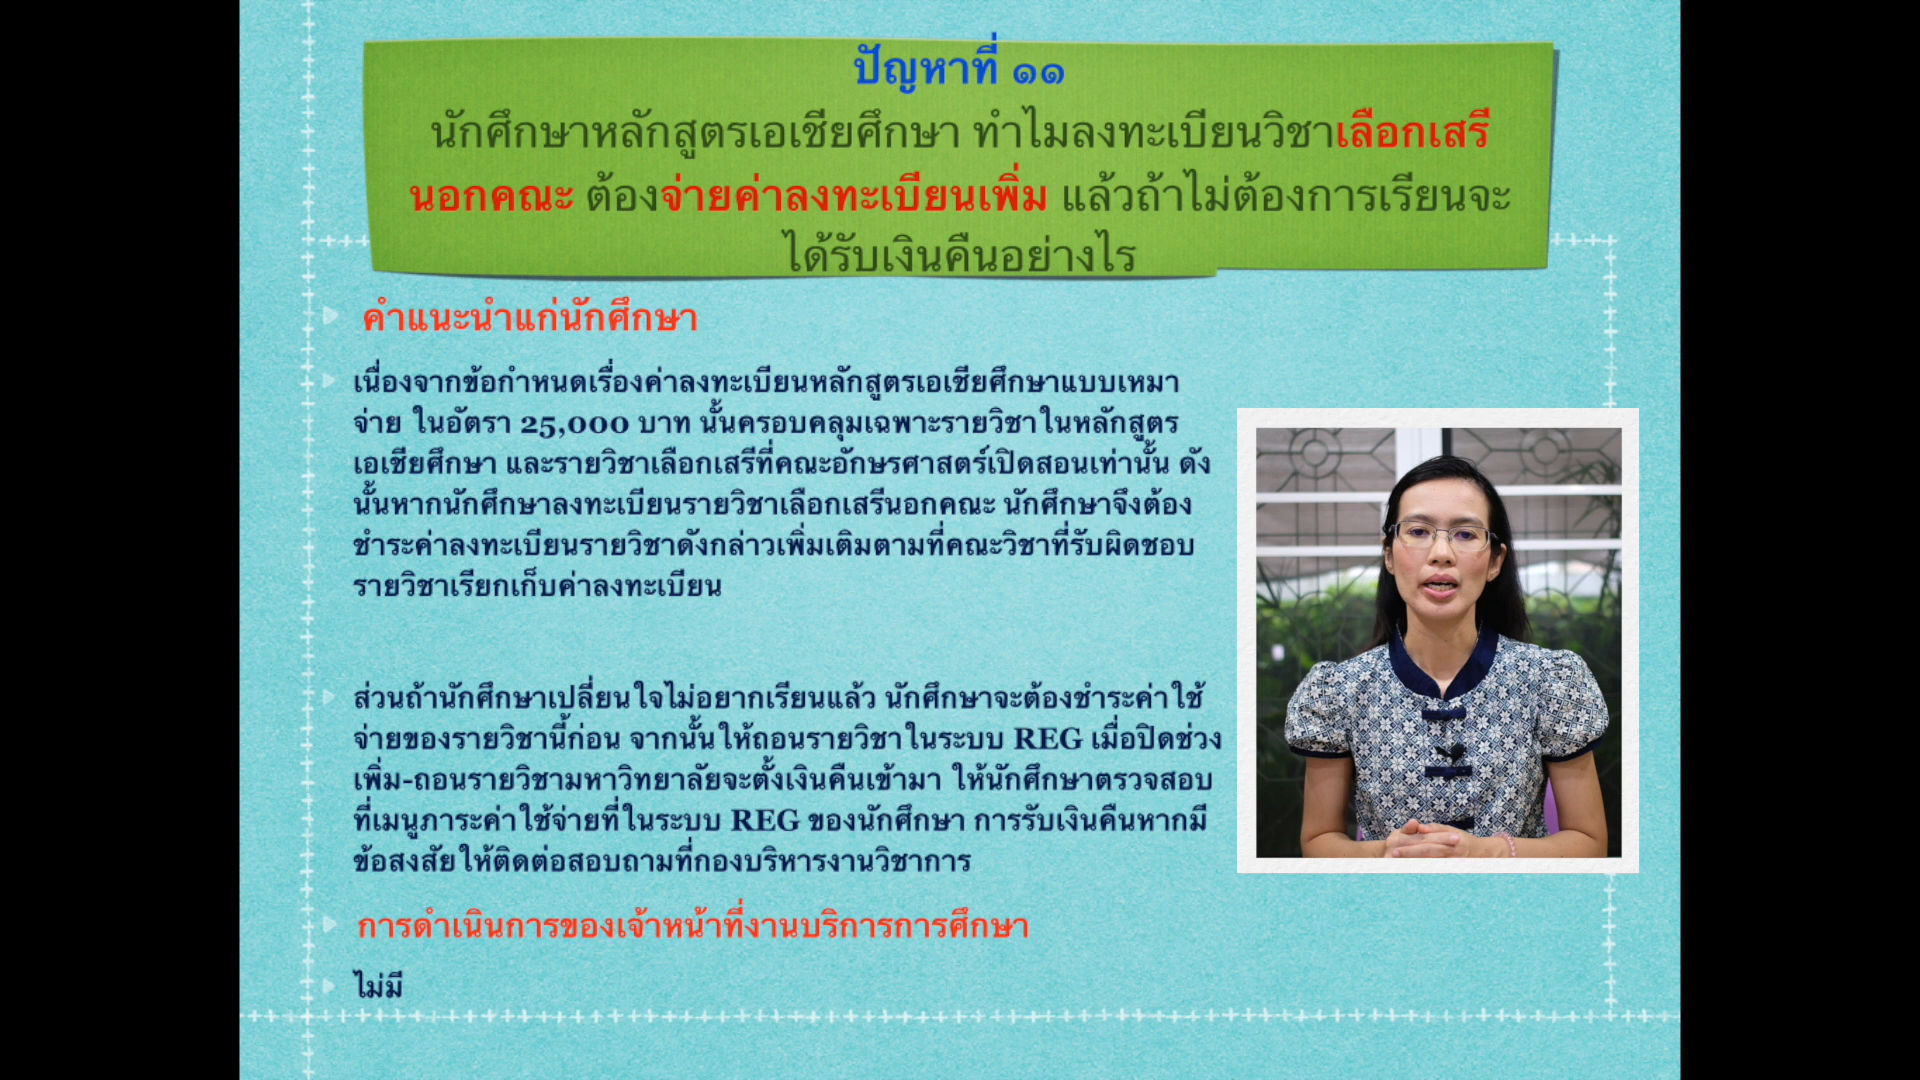 ปัญหาที่ ๑๑
นักศึกษาหลักสูตรเอเชียศึกษา ทำไมลงทะเบียนวิชาเลือกเสรี
นอกคณะ ต้องจ่ายค่าลงทะเบียนเพิ่ม แล้วถ้าไม่ต้องการเรียนจะ
ได้รับเงินคืนอย่างไร
คำแนะนำแก่นักศึกษา
เนื่องจากข้อกำหนดเรื่องค่าลงทะเบียนหลักสูตรเอเชียศึกษาแบบเหมา
จ่าย ในอัตรา 25,000 บาท นั้นครอบคลุมเฉพาะรายวิชาในหลักสูตร
เอเชียศึกษา และรายวิชาเลือกเสรีที่คณะอักษรศาสตร์เปิดสอนเท่านั้น ดัง
นั้นหากนักศึกษาลงทะเบียนรายวิชาเลือกเสรีนอกคณะ นักศึกษาจึงต้อง
ชำระค่าลงทะเบียนรายวิชาดังกล่าวเพิ่มเติมตามที่คณะวิชาที่รับผิดชอบ
รายวิชาเรียกเก็บค่าลงทะเบียน
ส่วนถ้านักศึกษาเปลี่ยนใจไม่อยากเรียนแล้ว นักศึกษาจะต้องชำระค่าใช้
จ่ายของรายวิชานี้ก่อน จากนั้นให้ถอนรายวิชาในระบบ REG เมื่อปิดช่วง
เพิ่ม-ถอนรายวิชามหาวิทยาลัยจะตั้งเงินคืนเข้ามา ให้นักศึกษาตรวจสอบ
ที่เมนูภาระค่าใช้จ่ายที่ในระบบ REG ของนักศึกษา การรับเงินคืนหากมี
ข้อสงสัยให้ติดต่อสอบถามที่กองบริหารงานวิชาการ
การดำเนินการของเจ้าหน้าที่งานบริการการศึกษา
ไม่มี